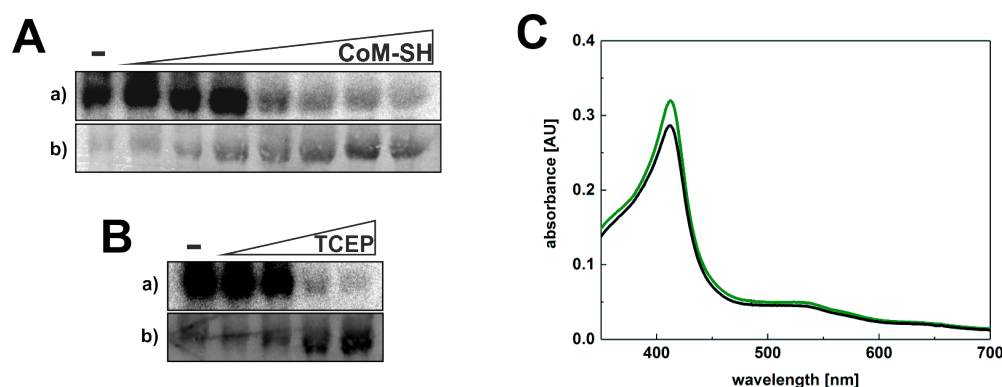 A
-
CoM-SH
a)
b)
B
-
TCEP
a)
b)
C
absorbance [AU]
0.4
0.3
0.2
0.1
0.0
400
500
600
700
wavelength [nm]